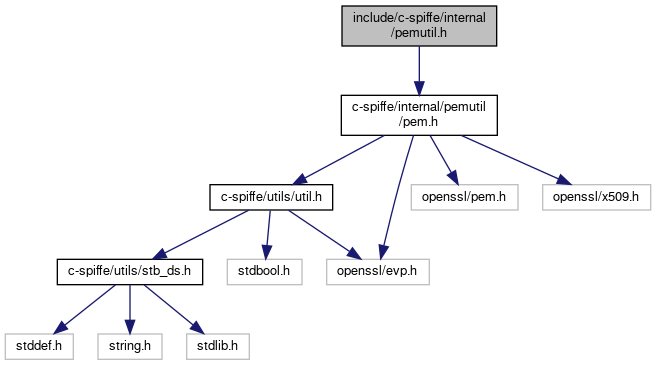 include/c-spiffe/internal
/pemutil.h
c-spiffe/internal/pemutil
/pem.h
c-spiffe/utils/util.h
openssl/pem.h
openssl/x509.h
c-spiffe/utils/stb_ds.h
stdbool.h
openssl/evp.h
stddef.h
string.h
stdlib.h